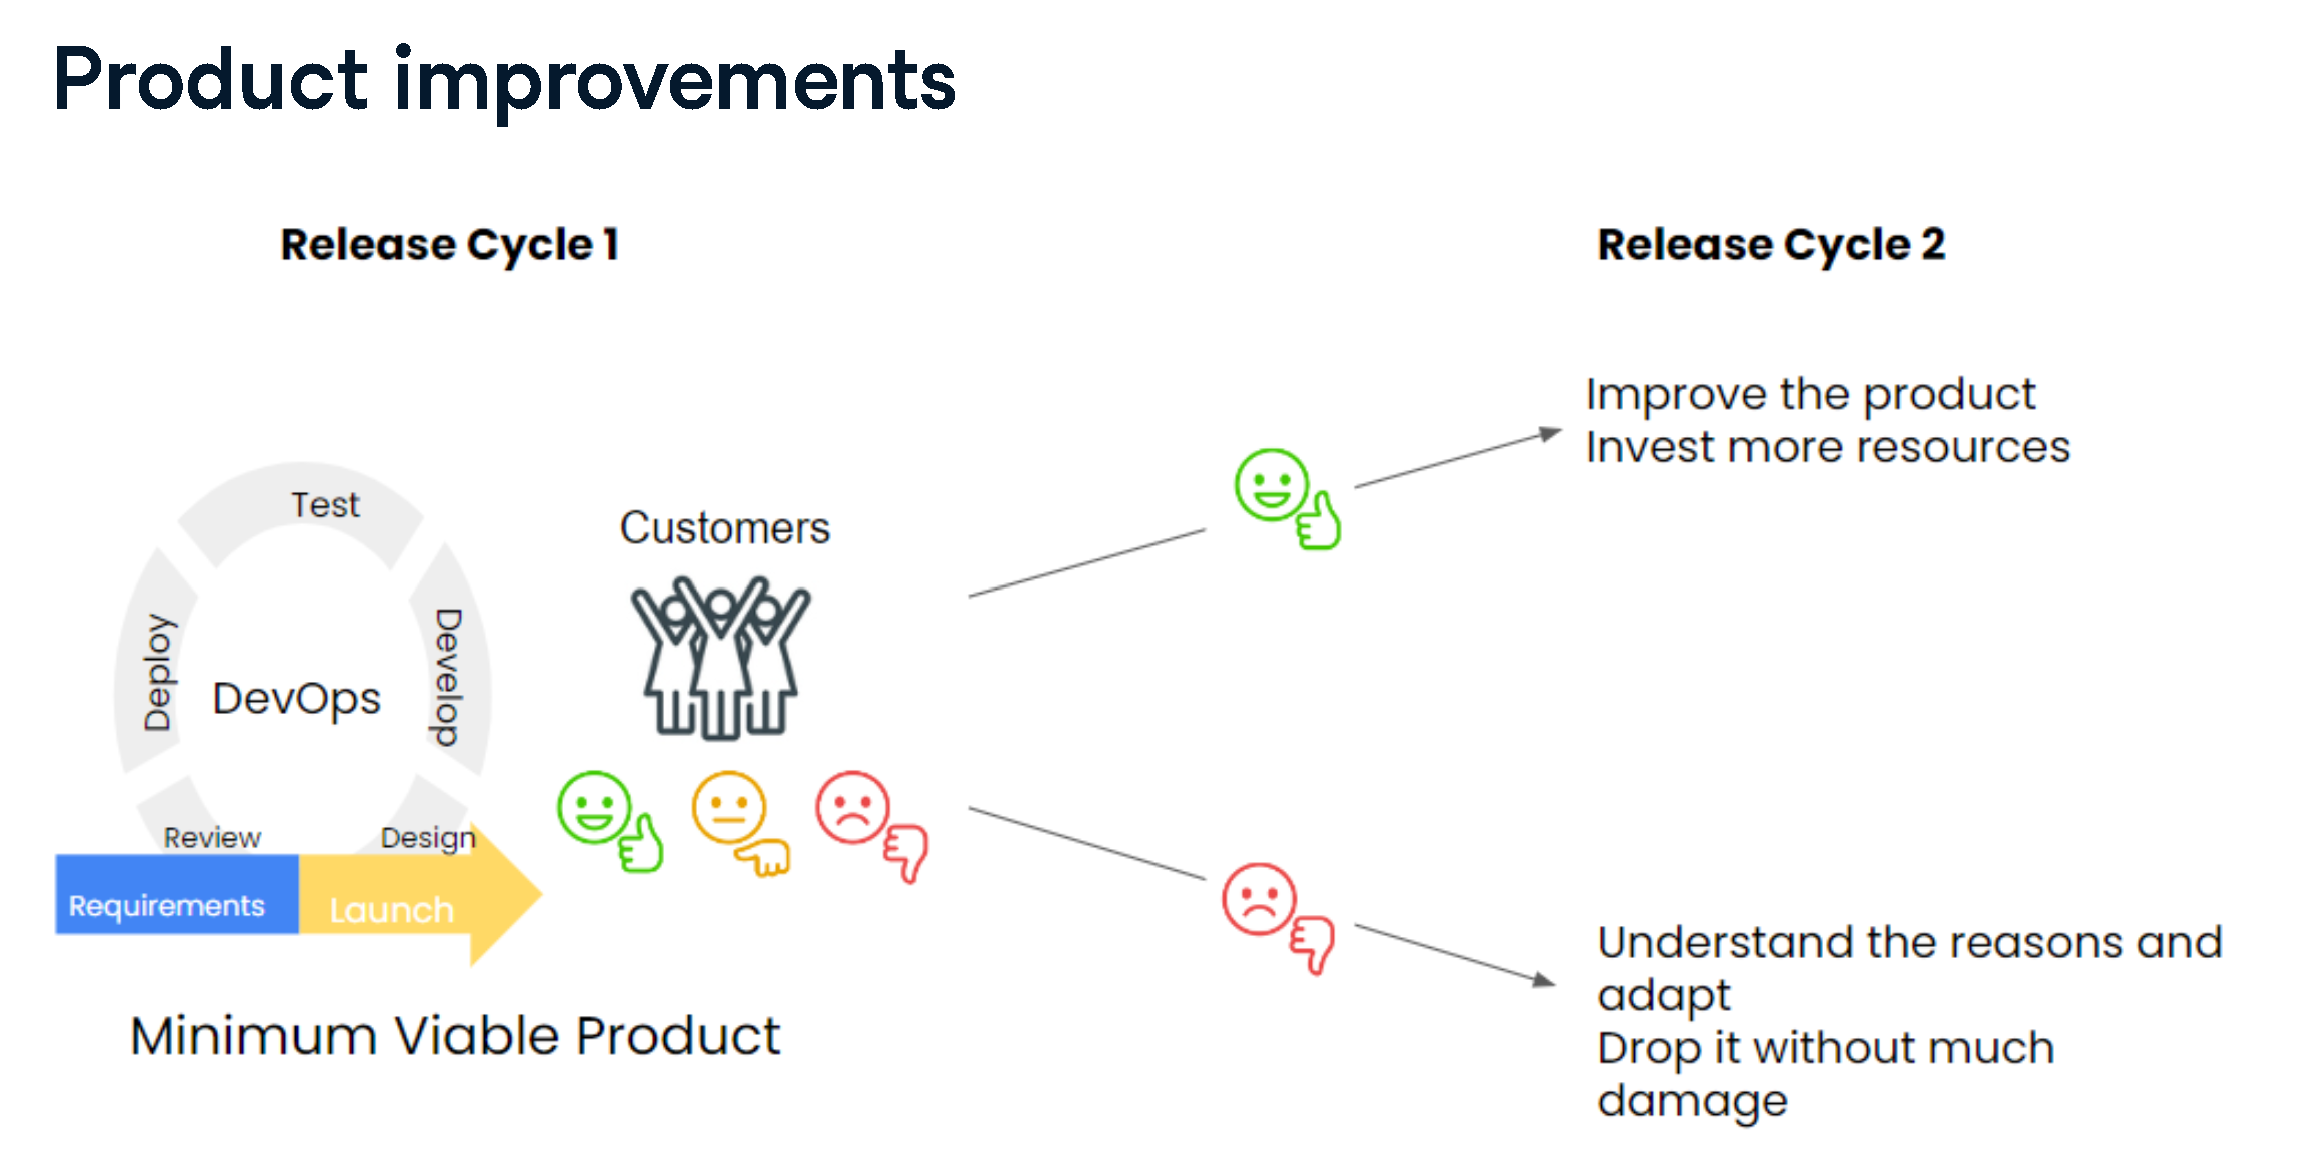 Product improvements
Release Cycle 1
Release Cycle 2
Improve the product
Invest more resources
Test
Customers
Deploy
DevOps
Develop
Review
Design
Requirements
Launch
Minimum Viable Product
Understand the reasons and
adapt
Drop it without much
damage